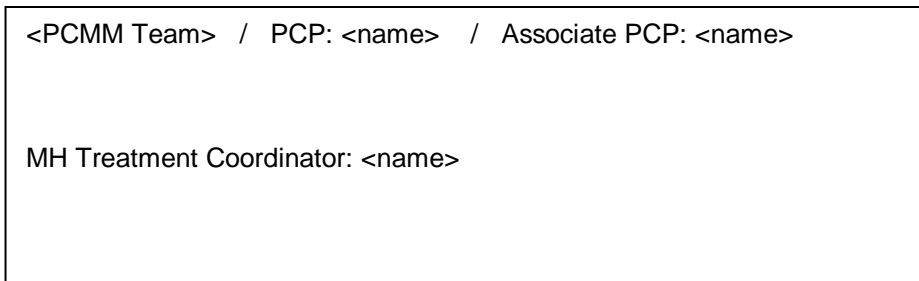 <PCMM Team> / PCP: <name> / Associate PCP: <name>
MH Treatment Coordinator: <name>